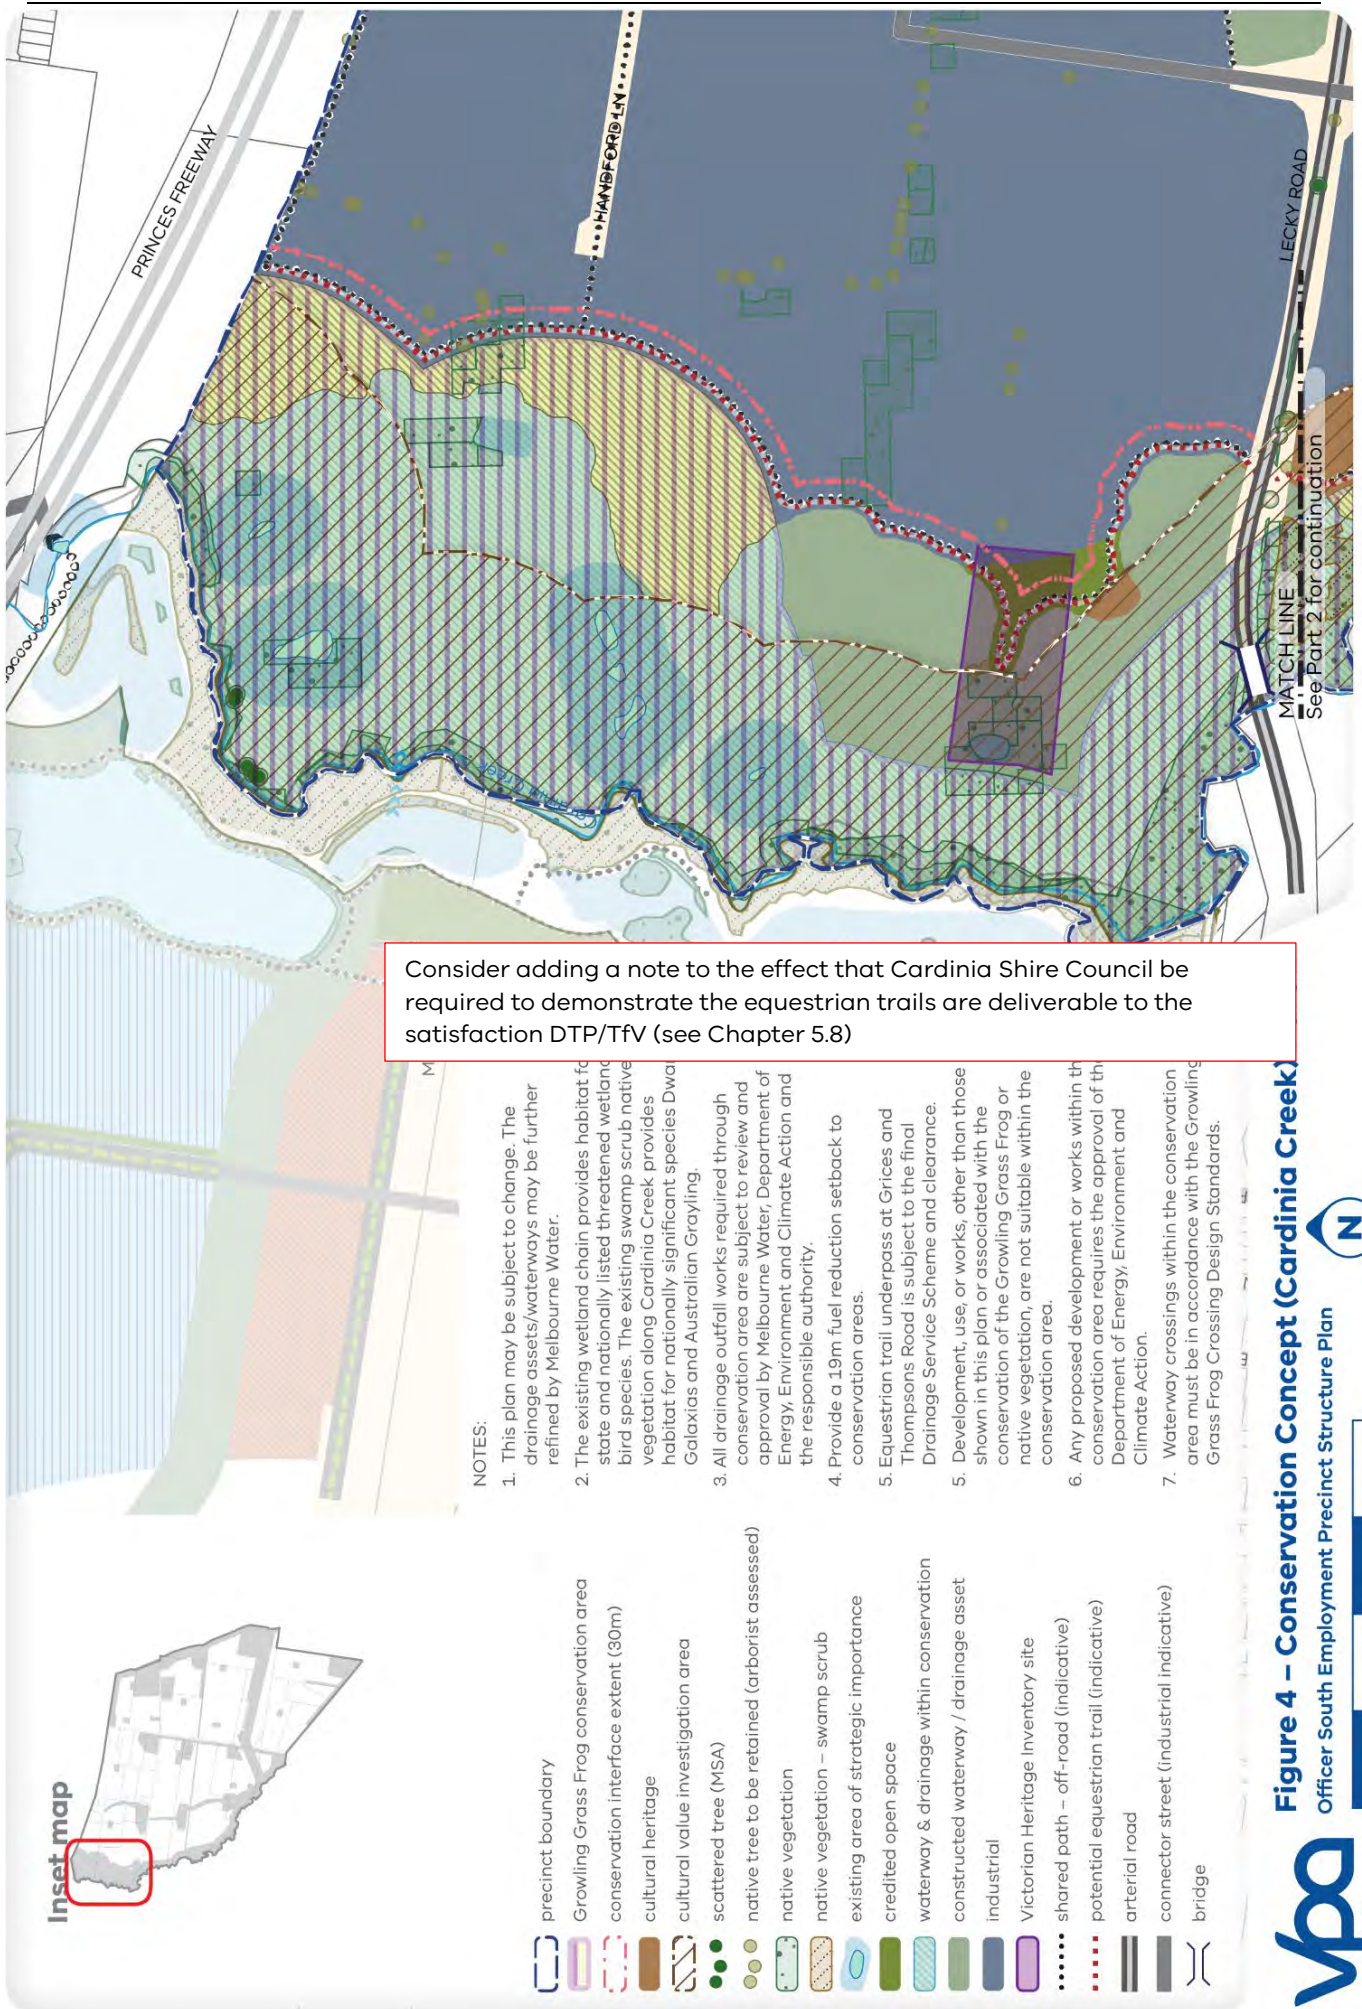 PRINCES FREEWAY
HANDFORD LN
LECKY ROAD
MATCH LINE
See Part 2 for continuation
Consider adding a note to the effect that Cardinia Shire Council be
required to demonstrate the equestrian trails are deliverable to the
satisfaction DTP/TfV (see Chapter 5.8)
Inset map
precinct boundary
Growling Grass Frog conservation area
conservation interface extent (30m)
cultural heritage
cultural value investigation area
scattered tree (MSA)
native tree to be retained (arborist assessed)
native vegetation
native vegetation – swamp scrub
existing area of strategic importance
credited open space
waterway & drainage within conservation
constructed waterway / drainage asset
industrial
Victorian Heritage Inventory site
shared path – off-road (indicative)
potential equestrian trail (indicative)
arterial road
connector street (industrial indicative)
bridge
NOTES:
1. This plan may be subject to change. The
drainage assets/waterways may be further
refined by Melbourne Water.
2. The existing wetland chain provides habitat
state and nationally listed threatened
bird species. The existing swamp scrub native
vegetation along Cardinia Creek provides
habitat for nationally significant species
Galaxias and Australian Grayling.
3. All drainage outfall works required through
conservation area are subject to review and
approval by Melbourne Water, Department of
Energy, Environment and Climate Action and
the responsible authority.
4. Provide a 19m fuel reduction setback to
conservation areas.
5. Equestrian trail underpass at Grices and
Thompsons Road is subject to the final
Drainage Service Scheme and clearance.
5. Development, use, or works, other than those
shown in this plan or associated with the
conservation of the Growling Grass Frog or
native vegetation, are not suitable within the
conservation area.
6. Any proposed development or works within
conservation area requires the approval of
Department of Energy, Environment and
Climate Action.
7. Waterway crossings within the conservation
area must be in accordance with the Growling
Grass Frog Crossing Design Standards.
vpa
Figure 4 – Conservation Concept (Cardinia Creek)
Officer South Employment Precinct Structure Plan
N